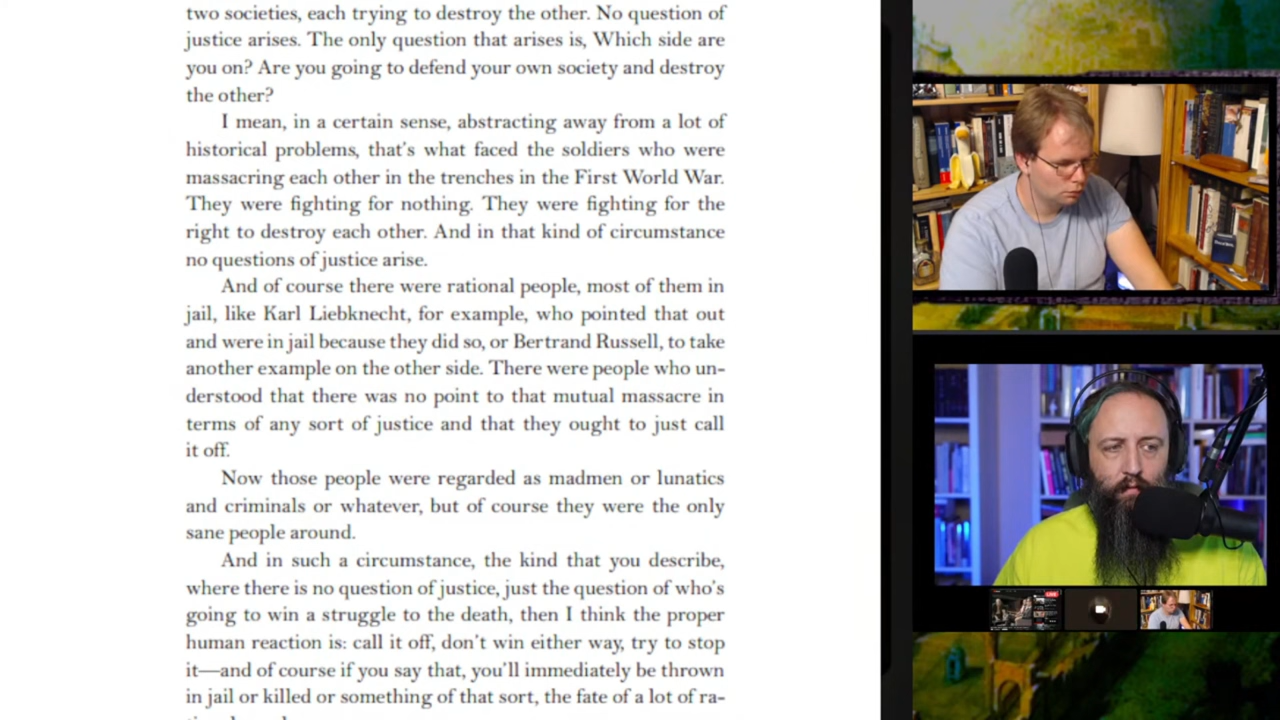 two societies, each trying to destroy the other. No question of
justice arises. The only question that arises is, Which side are
you on? Are you going to defend your own society and destroy
the other?
I mean, in a certain sense, abstracting away from a lot of
historical problems, that's what faced the soldiers who were
massacring each other in the trenches in the First World War.
They were fighting for nothing. They were fighting for the
right to destroy each other. And in that kind of circumstance
no questions of justice arise.
And of course there were rational people, most of them in
jail, like Karl Liebknecht, for example, who pointed that out
and were in jail because they did so, or Bertrand Russell, to take
another example on the other side. There were people who un-
derstood that there was no point to that mutual massacre in
terms of any sort of justice and that they ought to just call
it off.
Now those people were regarded as madmen or lunatics
and criminals or whatever, but of course they were the only
sane people around.
And in such a circumstance, the kind that you describe,
where there is no question of justice, just the question of who's
going to win a struggle to the death, then I think the proper
human reaction is: call it off, don't win either way, try to stop
it—and of course if you say that, you'll immediately be thrown
in jail or killed or something of that sort, the fate of a lot of ra-